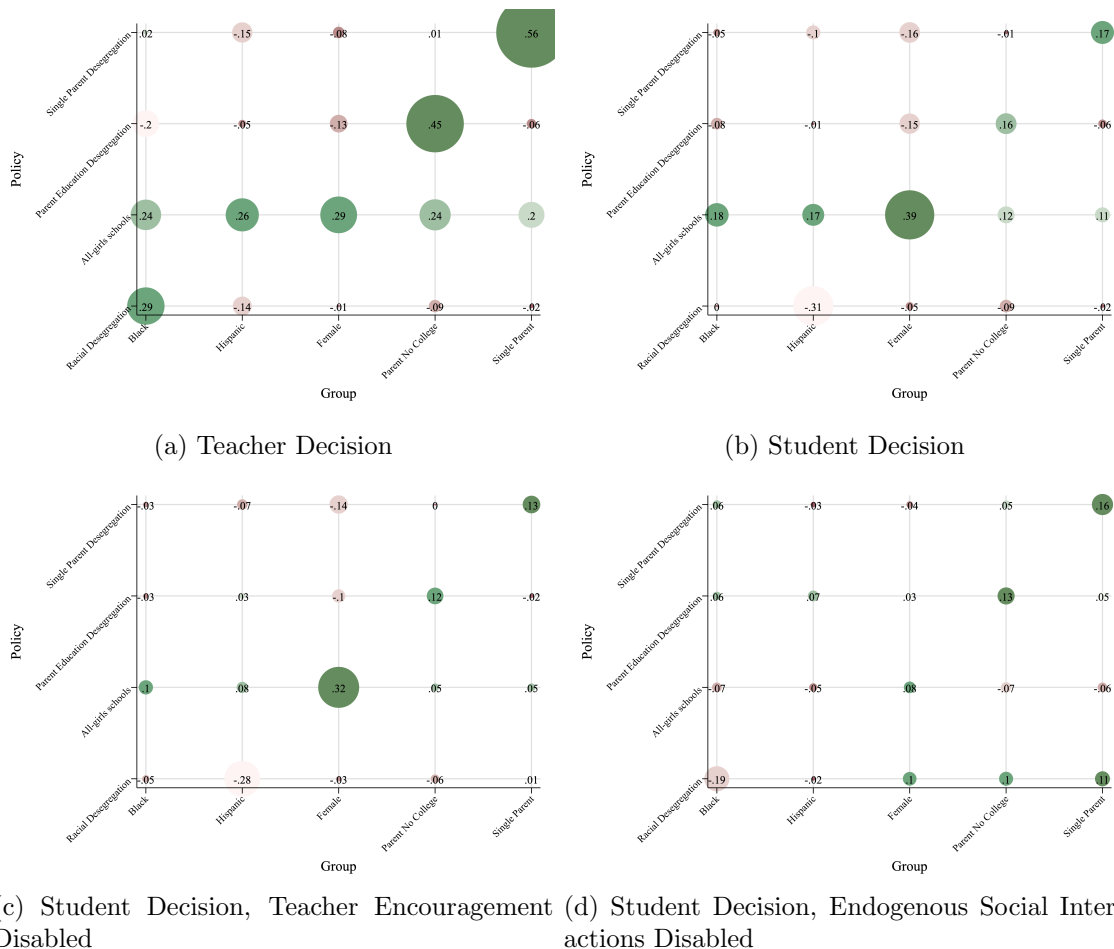 Policy
Single Parent Desegregation
.02 -.15 -.08 .01 .56
Parent Education Desegregation
-.2 -.05 -.13 .45 -.06
All-girls schools
.24 .26 .29 .24 .2
Racial Desegregation
.29 -.14 -.01 -.09 -.02
Black Hispanic Female Parent No College Single Parent
Group
(a) Teacher Decision
Policy
Single Parent Desegregation
-.05 -.1 -.16 -.01 .17
Parent Education Desegregation
-.08 -.01 -.15 .16 -.06
All-girls schools
.18 .17 .39 .12 .11
Racial Desegregation
0 -.31 -.05 -.09 -.02
Black Hispanic Female Parent No College Single Parent
Group
(b) Student Decision
Policy
Single Parent Desegregation
-.03 -.07 -.14 0 .13
Parent Education Desegregation
-.03 .03 -.1 .12 -.02
All-girls schools
.1 .08 .32 .05 .05
Racial Desegregation
-.05 -.28 -.03 -.06 .01
Black Hispanic Female Parent No College Single Parent
Group
c) Student Decision, Teacher Encouragement
Disabled
Policy
Single Parent Desegregation
.06 -.03 -.04 .05 .16
Parent Education Desegregation
.06 .07 .03 .13 .05
All-girls schools
-.07 -.05 .08 -.07 -.06
Racial Desegregation
-.19 -.02 .1 .1 .11
Black Hispanic Female Parent No College Single Parent
Group
(d) Student Decision, Endogenous Social Inter
actions Disabled